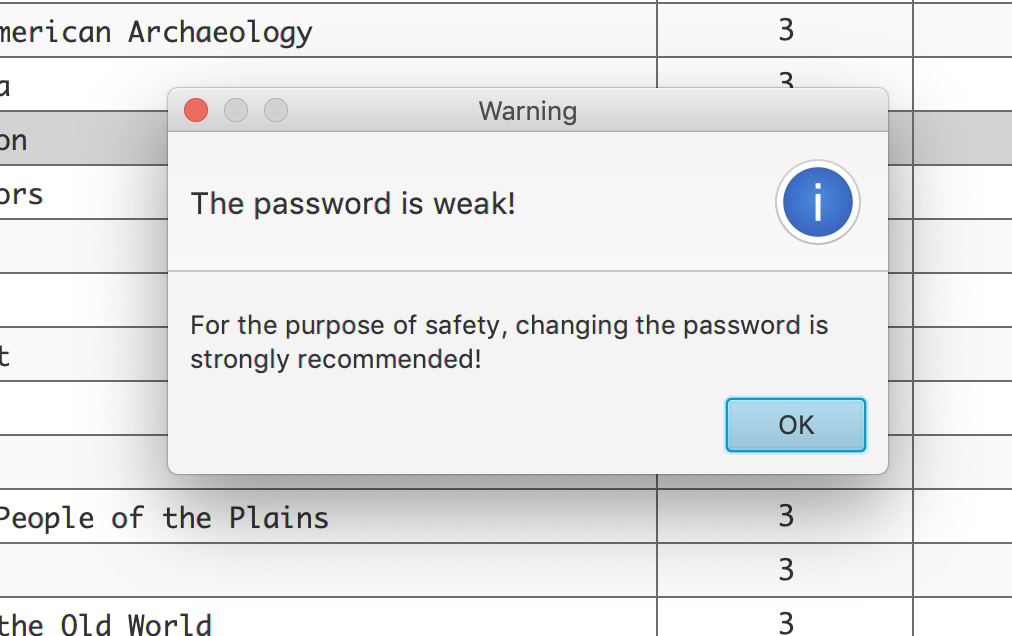 merican Archaeology 3
a 3
Warning
on
The password is weak!
ors
For the purpose of safety, changing the password is
strongly recommended!
t
OK
People of the Plains 3
3
the Old World 3